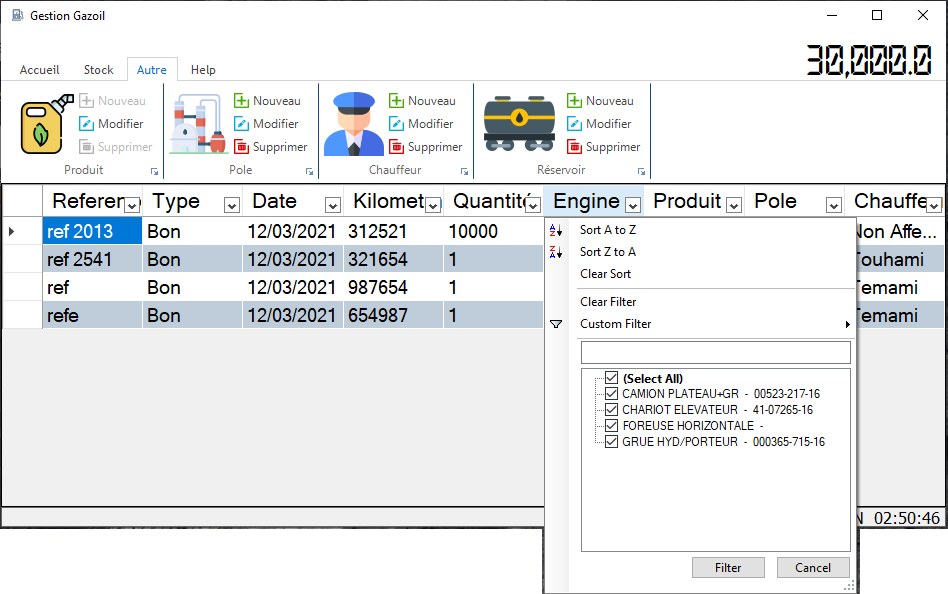 Gestion Gazoil
30,000.0
Accueil Stock Autre Help
Nouveau Nouveau Nouveau Nouveau
Modifier Modifier Modifier Modifier
Supprimer Supprimer Supprimer Supprimer
Produit Pole Chauffeur Réservoir
Referen Type Date Kilomet Quantité Engine Produit Pole Chauffe
ref 2013 Bon 12/03/2021 312521 10000 Non Affe...
ref 2541 Bon 12/03/2021 321654 1 Touhami
ref Bon 12/03/2021 987654 1 Temami
refe Bon 12/03/2021 654987 1 Temami
Sort A to Z
Sort Z to A
Clear Sort
Clear Filter
Custom Filter
(Select All)
CAMION PLATEAU+GR - 00523-217-16
CHARIOT ELEVATEUR - 41-07265-16
FOREUSE HORIZONTALE -
GRUE HYD/PORTEUR - 000365-715-16
N 02:50:46
Filter Cancel